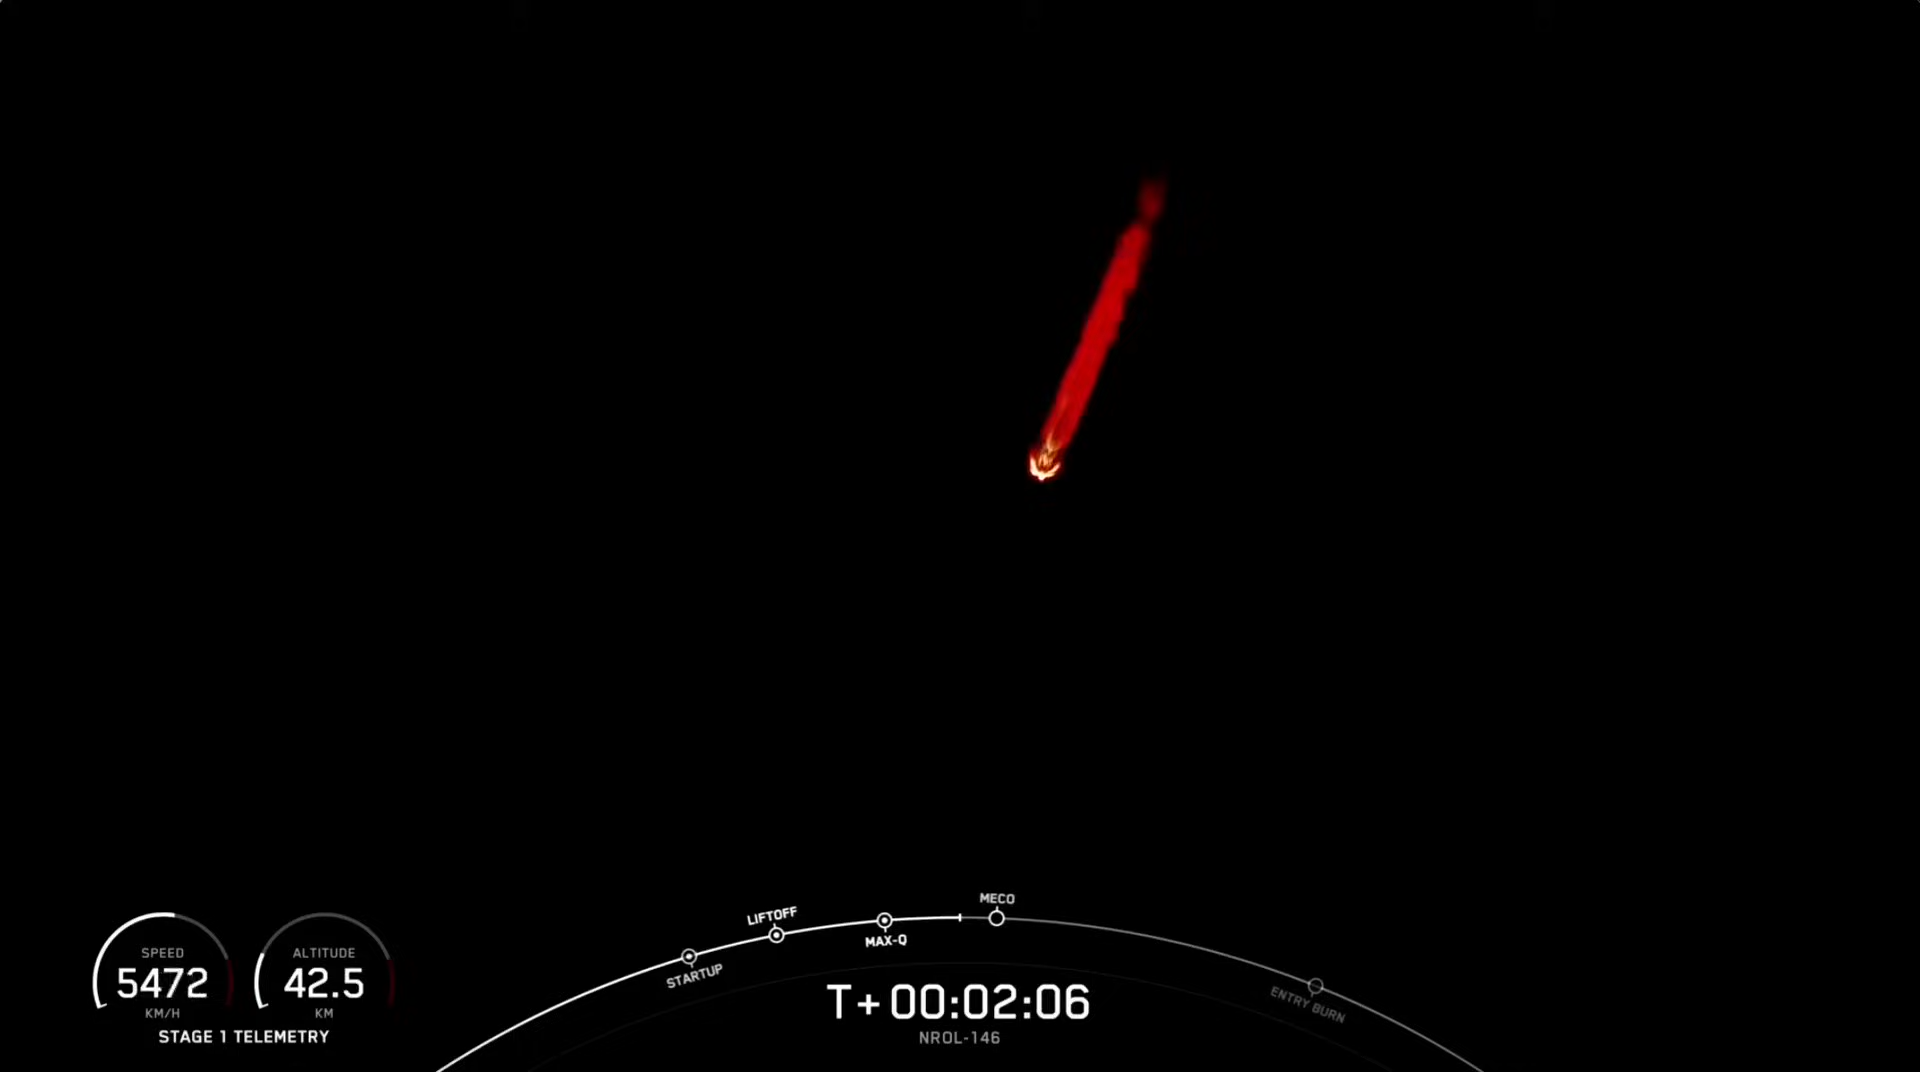 MECO
LIFTOFF
MAX-Q
STARTUP
ENTRY BURN
SPEED
5472
KM/H
ALTITUDE
42.5
KM
STAGE 1 TELEMETRY
T+00:02:06
NROL-146